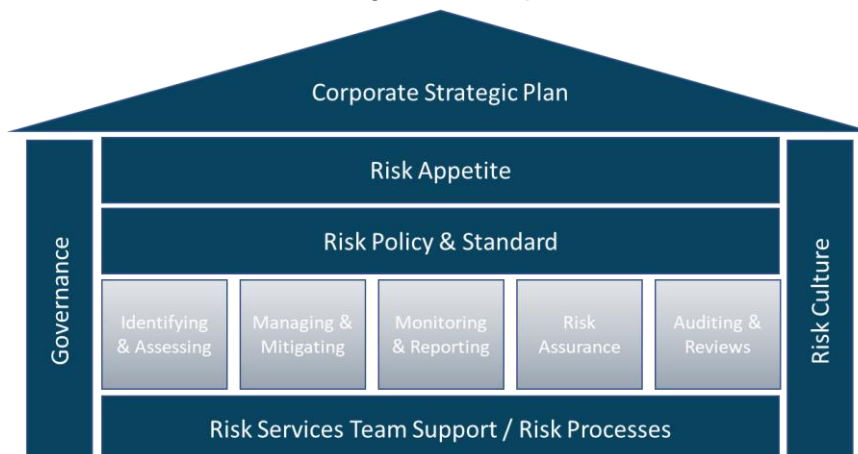 Corporate Strategic Plan
Risk Appetite
Risk Policy & Standard
Governance
Identifying
& Assessing
Managing &
Mitigating
Monitoring
& Reporting
Risk
Assurance
Auditing &
Reviews
Risk Culture
Risk Services Team Support / Risk Processes